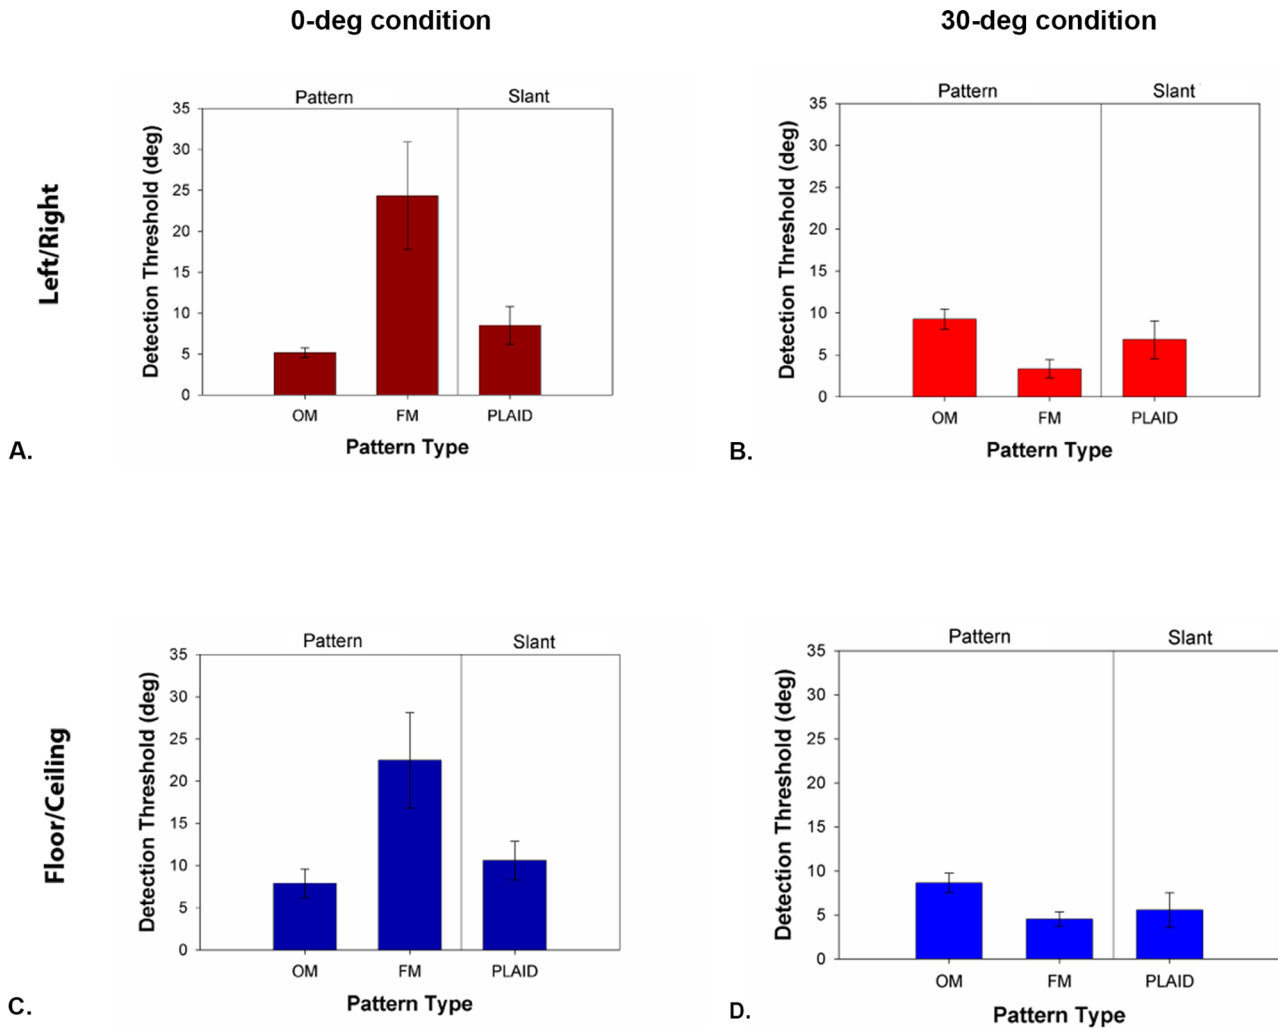 0-deg condition
30-deg condition
Left/Right
Pattern Slant
35
30
25
20
15
10
5
0
Detection Threshold (deg)
OM FM PLAID
Pattern Type
A.
Pattern Slant
35
30
25
20
15
10
5
0
Detection Threshold (deg)
OM FM PLAID
Pattern Type
B.
Floor/Ceiling
Pattern Slant
35
30
25
20
15
10
5
0
Detection Threshold (deg)
OM FM PLAID
Pattern Type
C.
Pattern Slant
35
30
25
20
15
10
5
0
Detection Threshold (deg)
OM FM PLAID
Pattern Type
D.